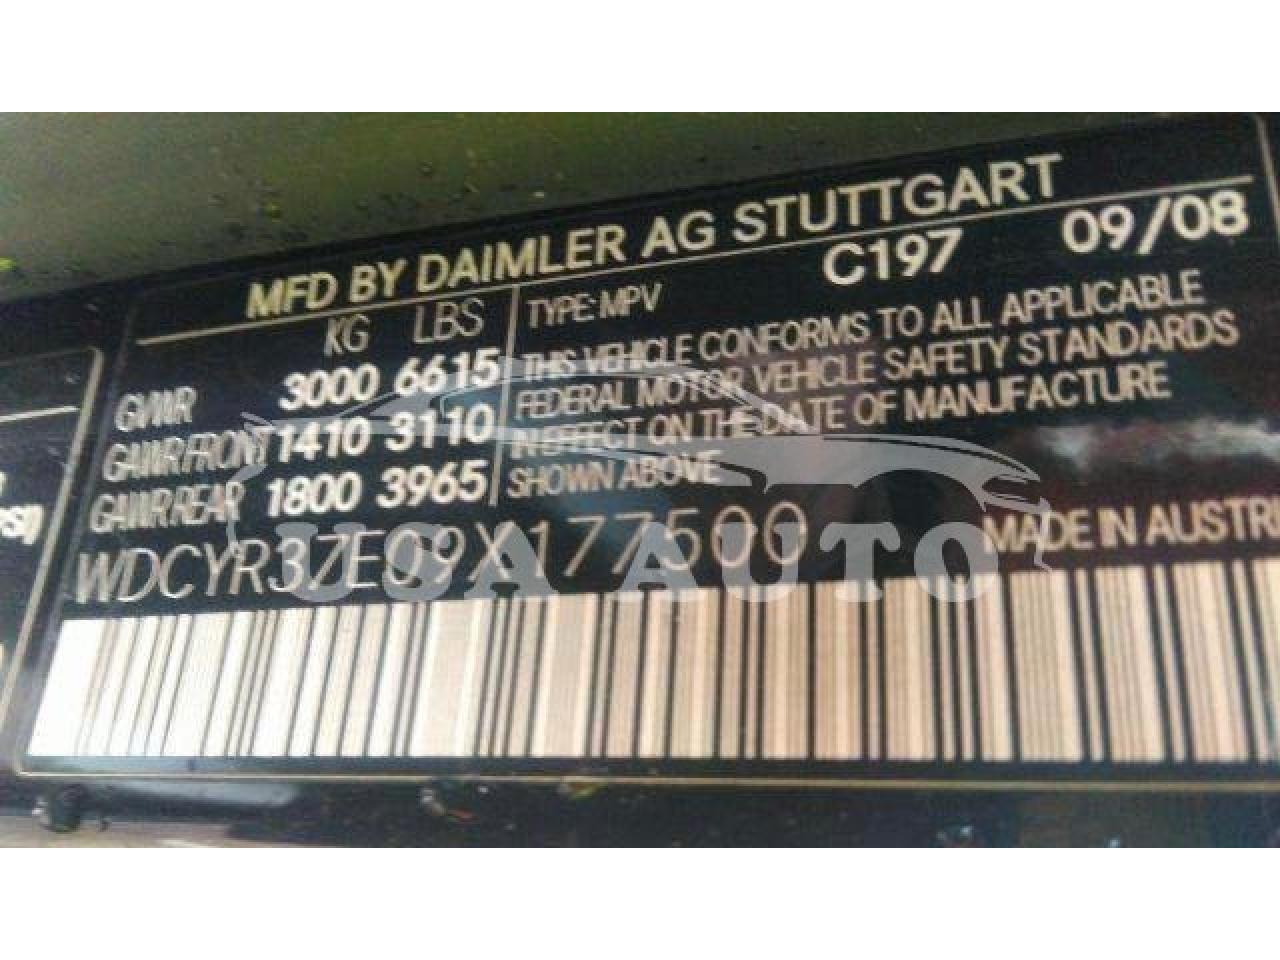 MFD BY DAIMLER AG STUTTGART
KG LBS
GVWR 3000 6615
GAWR FRONT 1410 3110
GAWR REAR 1800 3965
TYPE: MPV C197 09/08
THIS VEHICLE CONFORMS TO ALL APPLICABLE
FEDERAL MOTOR VEHICLE SAFETY STANDARDS
IN EFFECT ON THE DATE OF MANUFACTURE
SHOWN ABOVE
WDCYR37E09X177500
MADE IN AUSTRI
USA AUTO